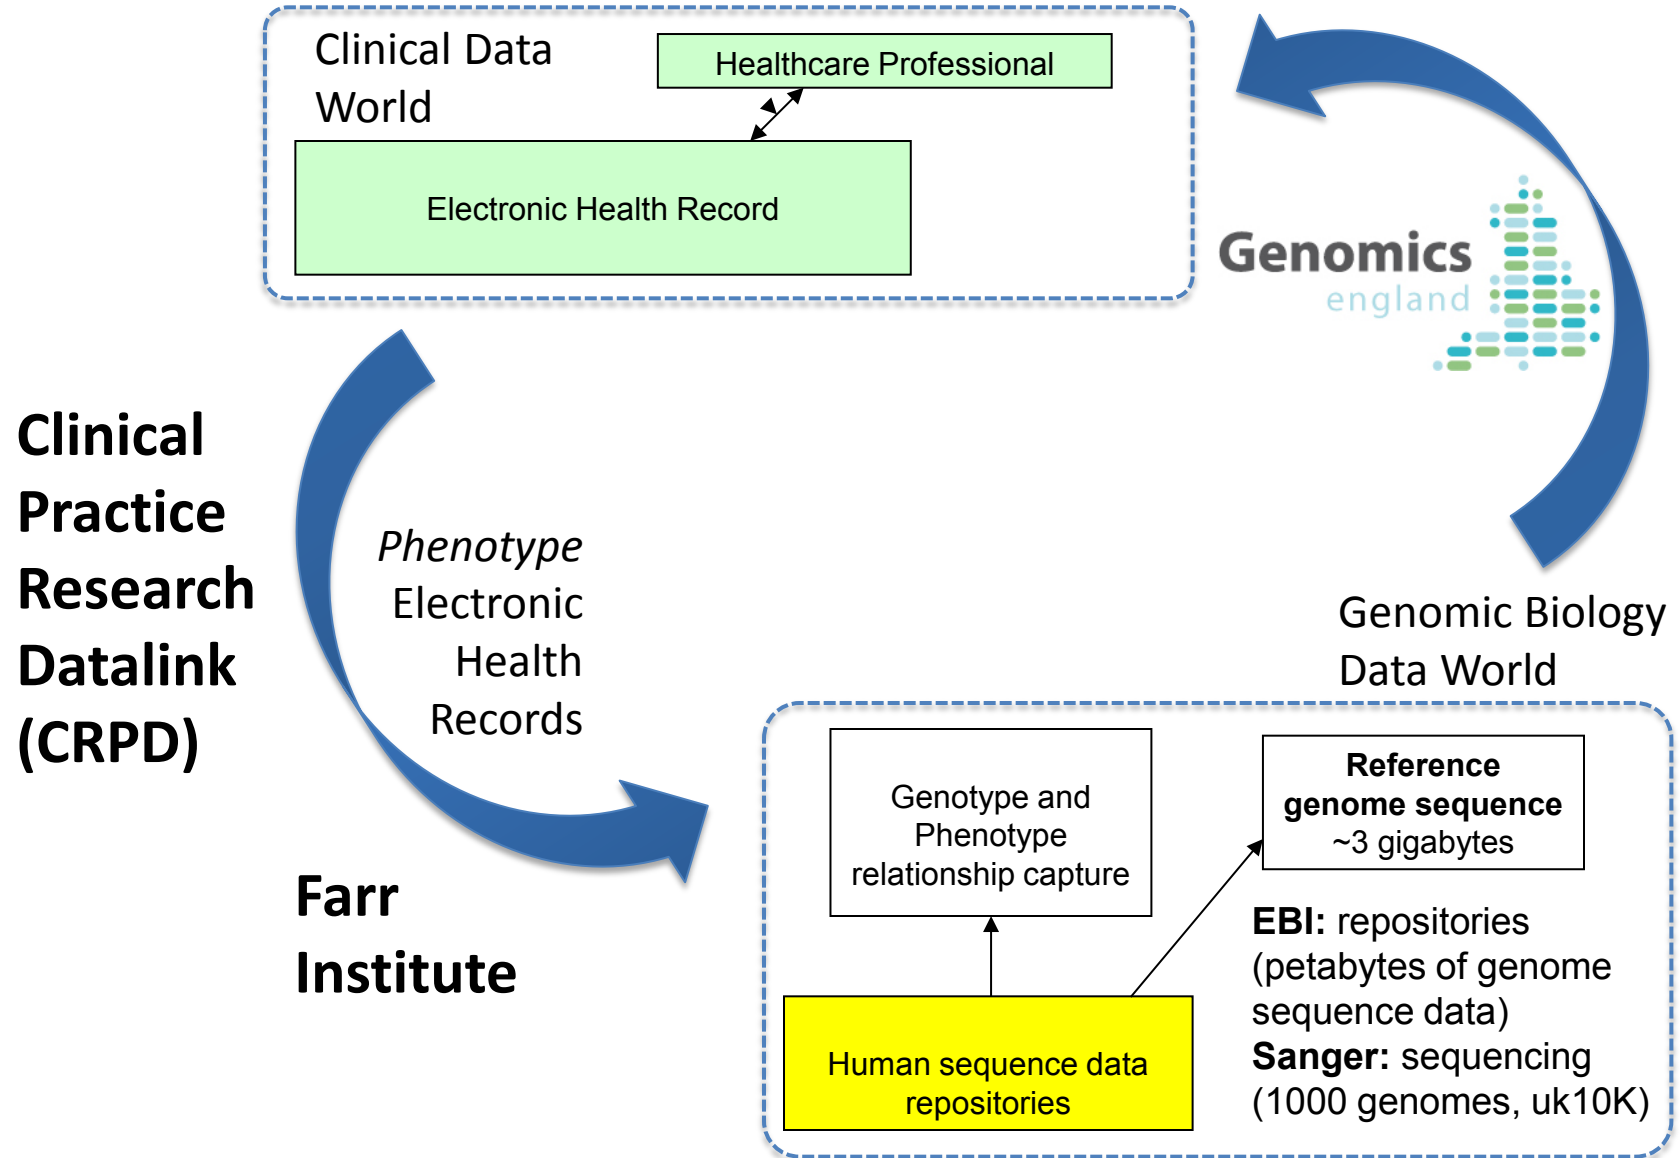 Clinical Data
World
Healthcare Professional
Electronic Health Record
Genomics
england
Clinical
Practice
Research
Datalink
(CRPD)
Phenotype
Electronic
Health
Records
Farr
Institute
Genomic Biology
Data World
Genotype and
Phenotype
relationship capture
Reference
genome sequence
~3 gigabytes
Human sequence data
repositories
EBI: repositories
(petabytes of genome
sequence data)
Sanger: sequencing
(1000 genomes, uk10K)